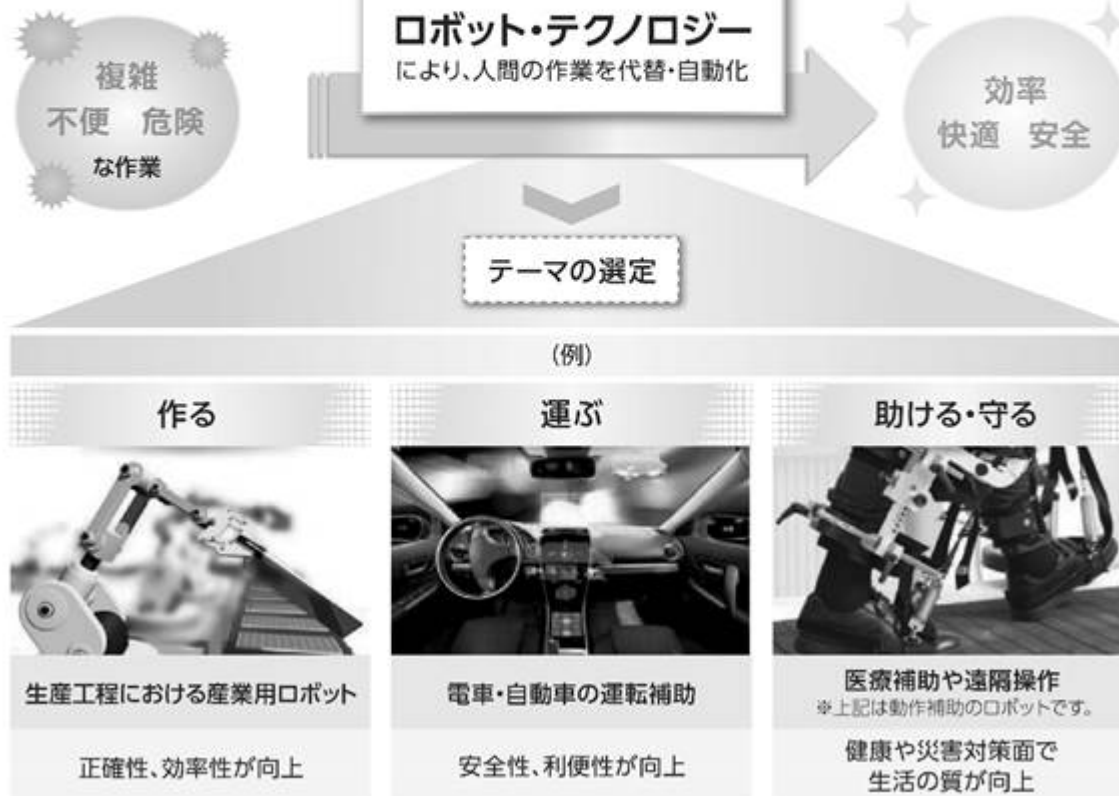 ロボット・テクノロジー
により、人間の作業を代替・自動化
複雑
不便 危険
な作業
効率
快適 安全
テーマの選定
(例)
作る
運ぶ
助ける・守る
生産工程における産業用ロボット
電車・自動車の運転補助
医療補助や遠隔操作
※上記は動作補助のロボットです。
正確性、効率性が向上
安全性、利便性が向上
健康や災害対策面で
生活の質が向上